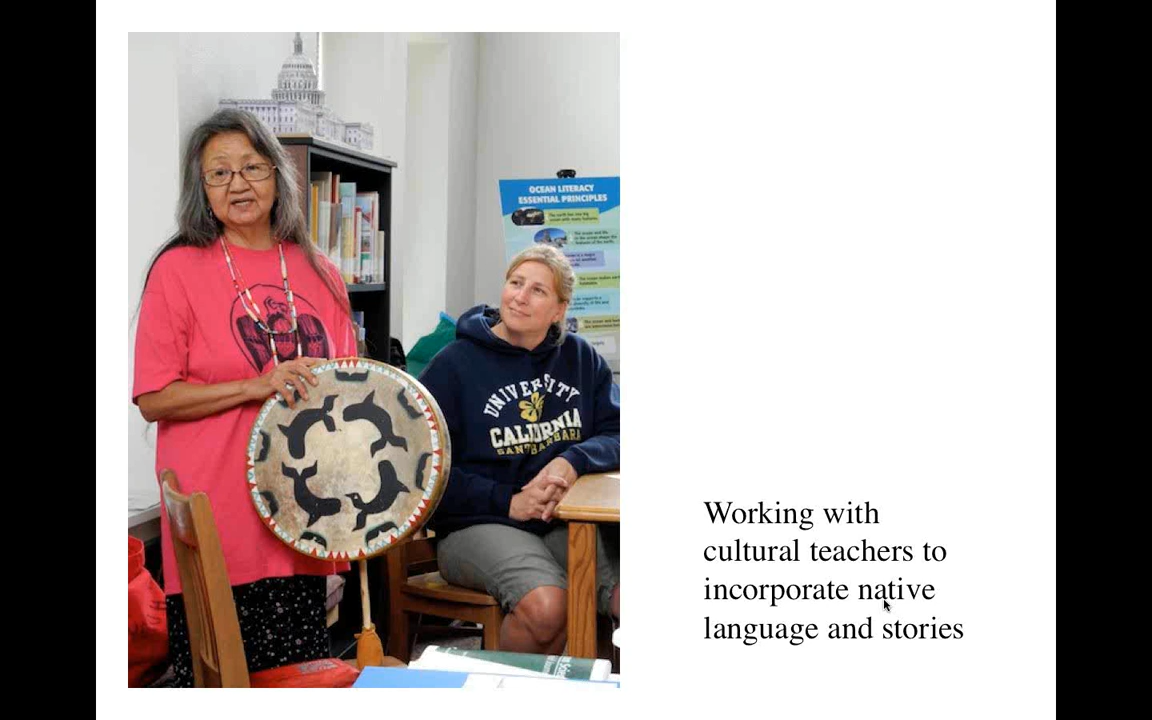 OCEAN LITERACY
ESSENTIAL PRINCIPLES
UNIVERSITY
CALIFORNIA
SANTA BARBARA
Working with
cultural teachers to
incorporate native
language and stories